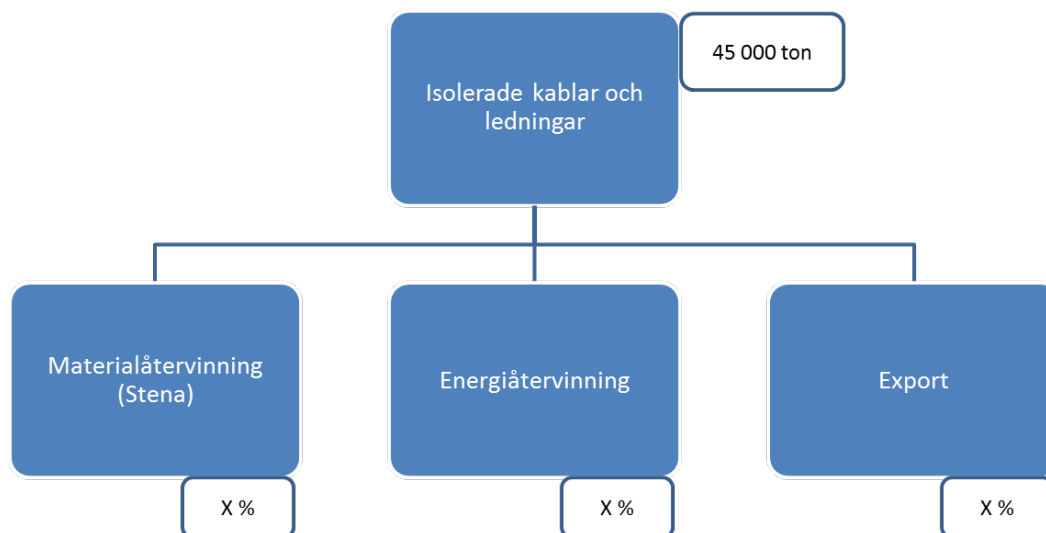 45 000 ton
Isolerade kablar och
ledningar
Materialåtervinning
(Stena)
Energiåtervinning
Export
X %
X %
X %